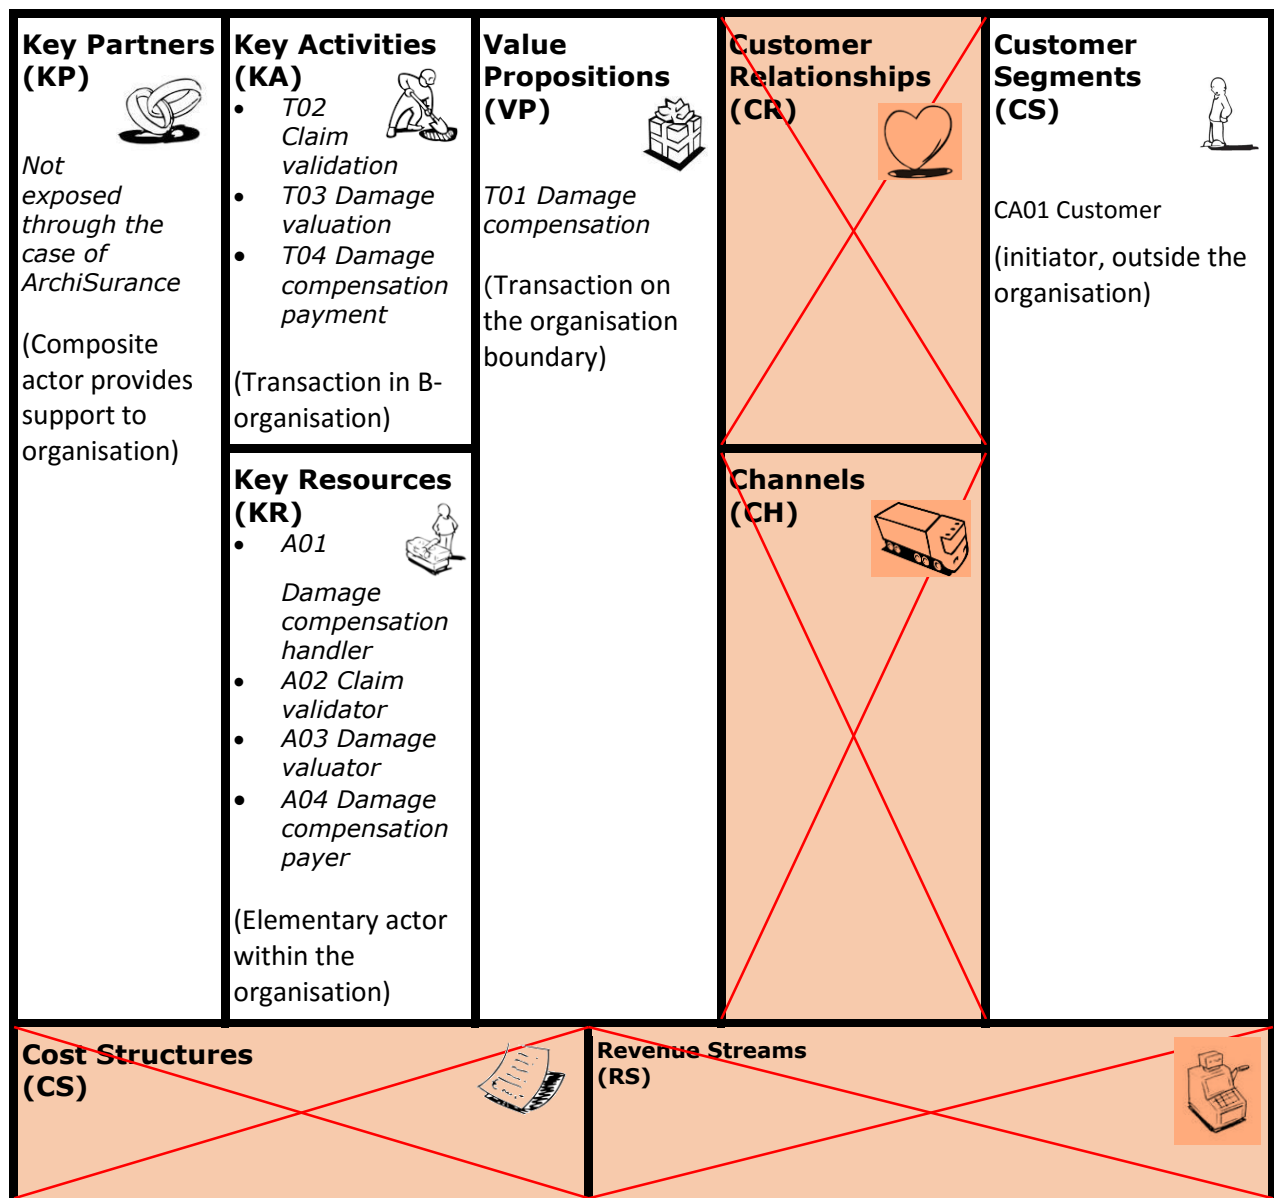 Key Partners
(KP)
Not
exposed
through the
case of
ArchiSurance
(Composite
actor provides
support to
organisation)
Key Activities
(KA)
• T02
Claim
validation
• T03 Damage
valuation
• T04 Damage
compensation
payment
(Transaction in B-
organisation)
Key Resources
(KR)
• A01
Damage
compensation
handler
• A02 Claim
validator
• A03 Damage
valuator
• A04 Damage
compensation
payer
(Elementary actor
within the
organisation)
Value
Propositions
(VP)
T01 Damage
compensation
(Transaction on
the organisation
boundary)
Customer
Relationships
(CR)
Channels
(CH)
Customer
Segments
(CS)
CA01 Customer
(initiator, outside the
organisation)
Cost Structures
(CS)
Revenue Streams
(RS)